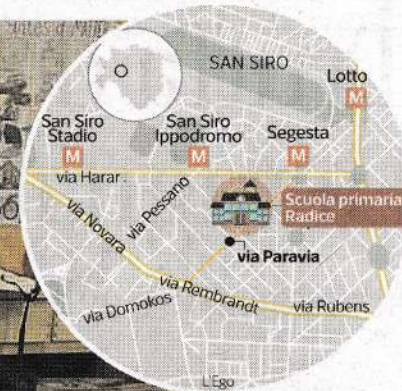 SAN SIRO
Lotto
M
San Siro
Stadio
M
San Siro
Ippodromo
M
Segesta
M
via Harar
via Pessano
via Novara
Scuola primaria
Radice
via Paravia
via Domokos
via Rembrandt
via Rubens
L'Ego